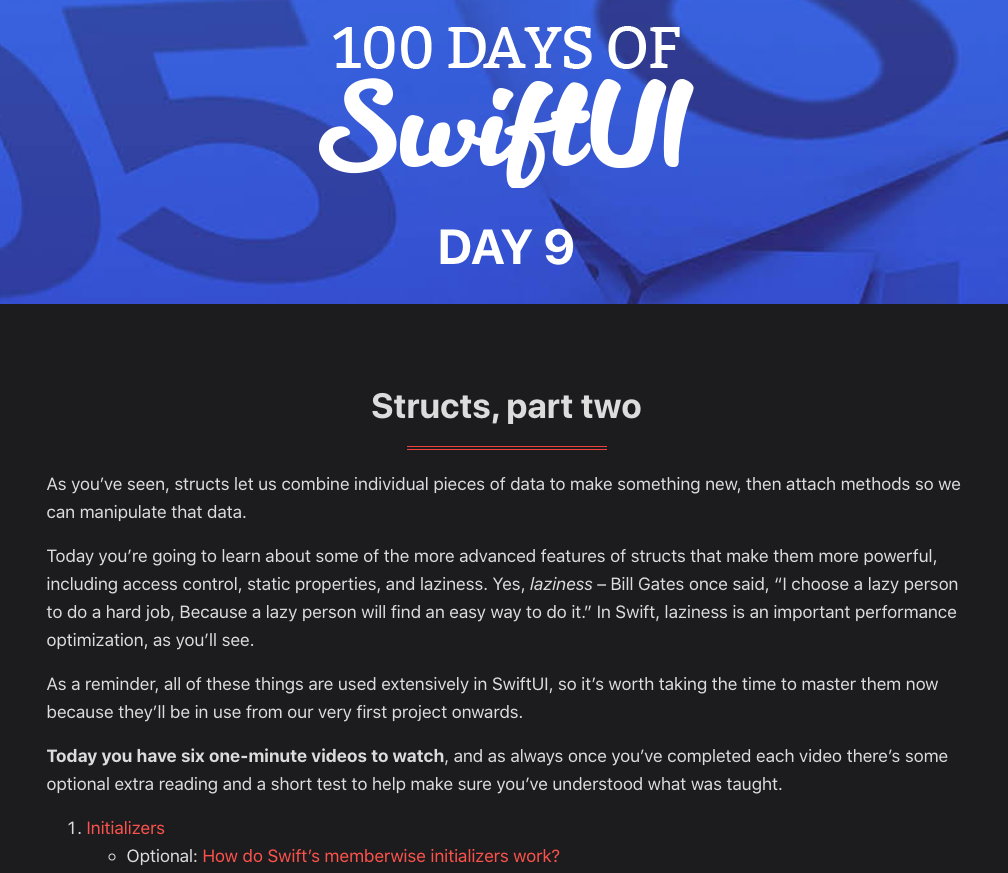 100 DAYS OF
SwiftUI
DAY 9
Structs, part two
As you’ve seen, structs let us combine individual pieces of data to make something new, then attach methods so we
can manipulate that data.
Today you’re going to learn about some of the more advanced features of structs that make them more powerful,
including access control, static properties, and laziness. Yes, laziness – Bill Gates once said, “I choose a lazy person
to do a hard job, Because a lazy person will find an easy way to do it.” In Swift, laziness is an important performance
optimization, as you’ll see.
As a reminder, all of these things are used extensively in SwiftUI, so it’s worth taking the time to master them now
because they’ll be in use from our very first project onwards.
Today you have six one-minute videos to watch, and as always once you’ve completed each video there’s some
optional extra reading and a short test to help make sure you’ve understood what was taught.
1. Initializers
◦ Optional: How do Swift’s memberwise initializers work?